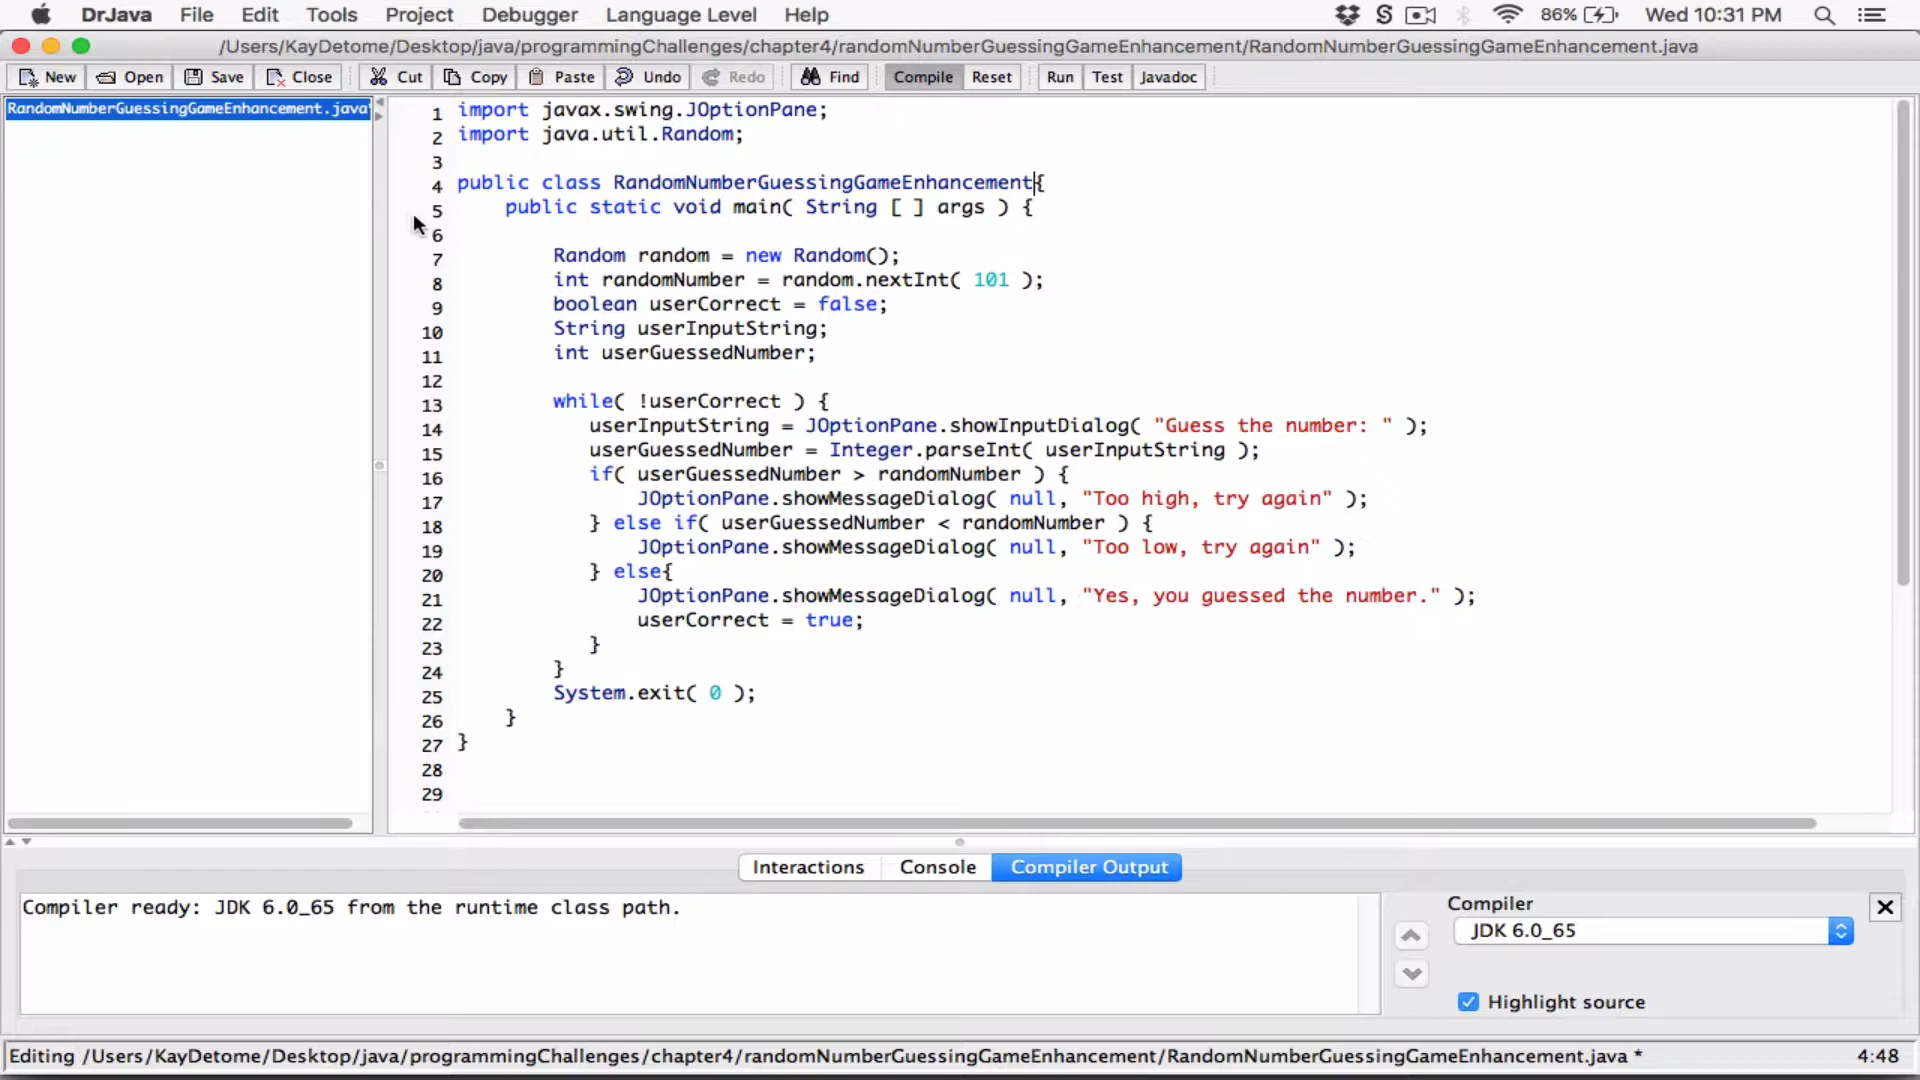 DrJava File Edit Tools Project Debugger Language Level Help 86% Wed 10:31 PM
/Users/KayDetome/Desktop/java/programmingChallenges/chapter4/randomNumberGuessingGameEnhancement/RandomNumberGuessingGameEnhancement.java
New Open Save Close Cut Copy Paste Undo Redo Find Compile Reset Run Test Javadoc
RandomNumberGuessingGameEnhancement.java*
1 import javax.swing.JOptionPane;
2 import java.util.Random;
3
4 public class RandomNumberGuessingGameEnhancement{
5 public static void main( String [ ] args ) {
6
7 Random random = new Random();
8 int randomNumber = random.nextInt( 101 );
9 boolean userCorrect = false;
10 String userInputString;
11 int userGuessedNumber;
12
13 while( !userCorrect ) {
14 userInputString = JOptionPane.showInputDialog( "Guess the number: " );
15 userGuessedNumber = Integer.parseInt( userInputString );
16 if( userGuessedNumber > randomNumber ) {
17 JOptionPane.showMessageDialog( null, "Too high, try again" );
18 } else if( userGuessedNumber < randomNumber ) {
19 JOptionPane.showMessageDialog( null, "Too low, try again" );
20 } else{
21 JOptionPane.showMessageDialog( null, "Yes, you guessed the number." );
22 userCorrect = true;
23 }
24 }
25 System.exit( 0 );
26 }
27 }
28
29
Interactions Console Compiler Output
Compiler ready: JDK 6.0_65 from the runtime class path.
Compiler
JDK 6.0_65
Highlight source
Editing /Users/KayDetome/Desktop/java/programmingChallenges/chapter4/randomNumberGuessingGameEnhancement/RandomNumberGuessingGameEnhancement.java * 4:48